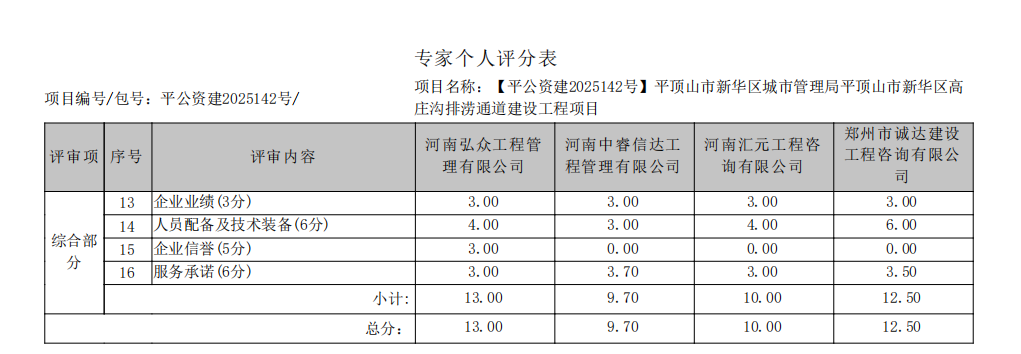 专家个人评分表
项目编号/包号：平公资建2025142号/
项目名称：【平公资建2025142号】平顶山市新华区城市管理局平顶山市新华区高
庄沟排涝通道建设工程项目
评审项 序号 评审内容 河南弘众工程管 河南中睿信达工 河南汇元工程咨 郑州市诚达建设
理有限公司 程管理有限公司 询有限公司 工程咨询有限公
司
综合部
分
13 企业业绩(3分) 3.00 3.00 3.00 3.00
14 人员配备及技术装备(6分) 4.00 3.00 4.00 6.00
15 企业信誉(5分) 3.00 0.00 0.00 0.00
16 服务承诺(6分) 3.00 3.70 3.00 3.50
小计: 13.00 9.70 10.00 12.50
总分： 13.00 9.70 10.00 12.50